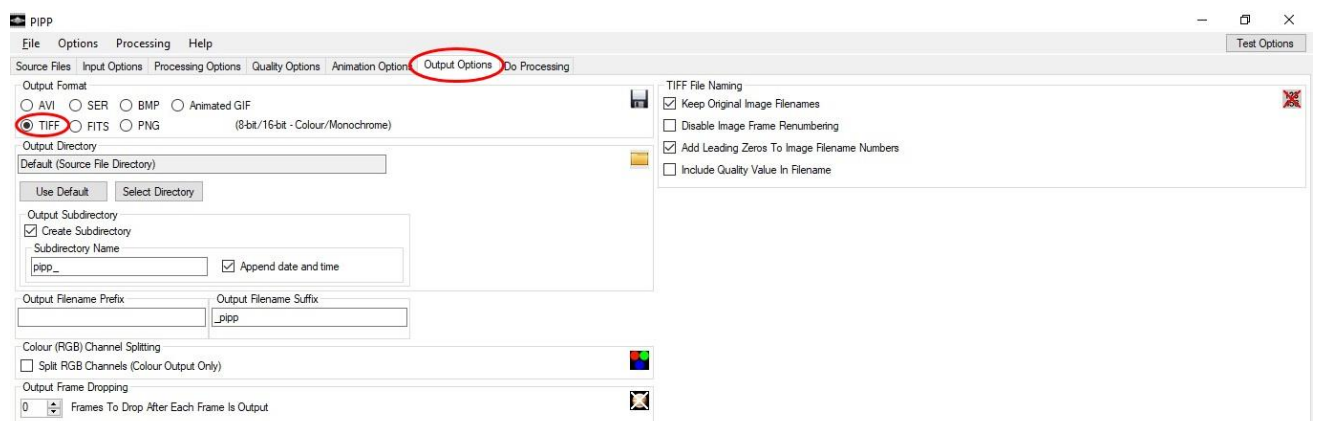 PIPP
File Options Processing Help
Test Options
Source Files Input Options Processing Options Quality Options Animation Options Output Options Do Processing
Output Format
AVI SER BMP Animated GIF
TIFF FITS PNG (8-bit/16-bit - Colour/Monochrome)
Output Directory
Default (Source File Directory)
Use Default Select Directory
Output Subdirectory
Create Subdirectory
Subdirectory Name
pipp_ Append date and time
Output Filename Prefix Output Filename Suffix
_pipp
Colour (RGB) Channel Splitting
Split RGB Channels (Colour Output Only)
Output Frame Dropping
0 Frames To Drop After Each Frame Is Output
TIFF File Naming
Keep Original Image Filenames
123
456
Disable Image Frame Renumbering
Add Leading Zeros To Image Filename Numbers
Include Quality Value In Filename